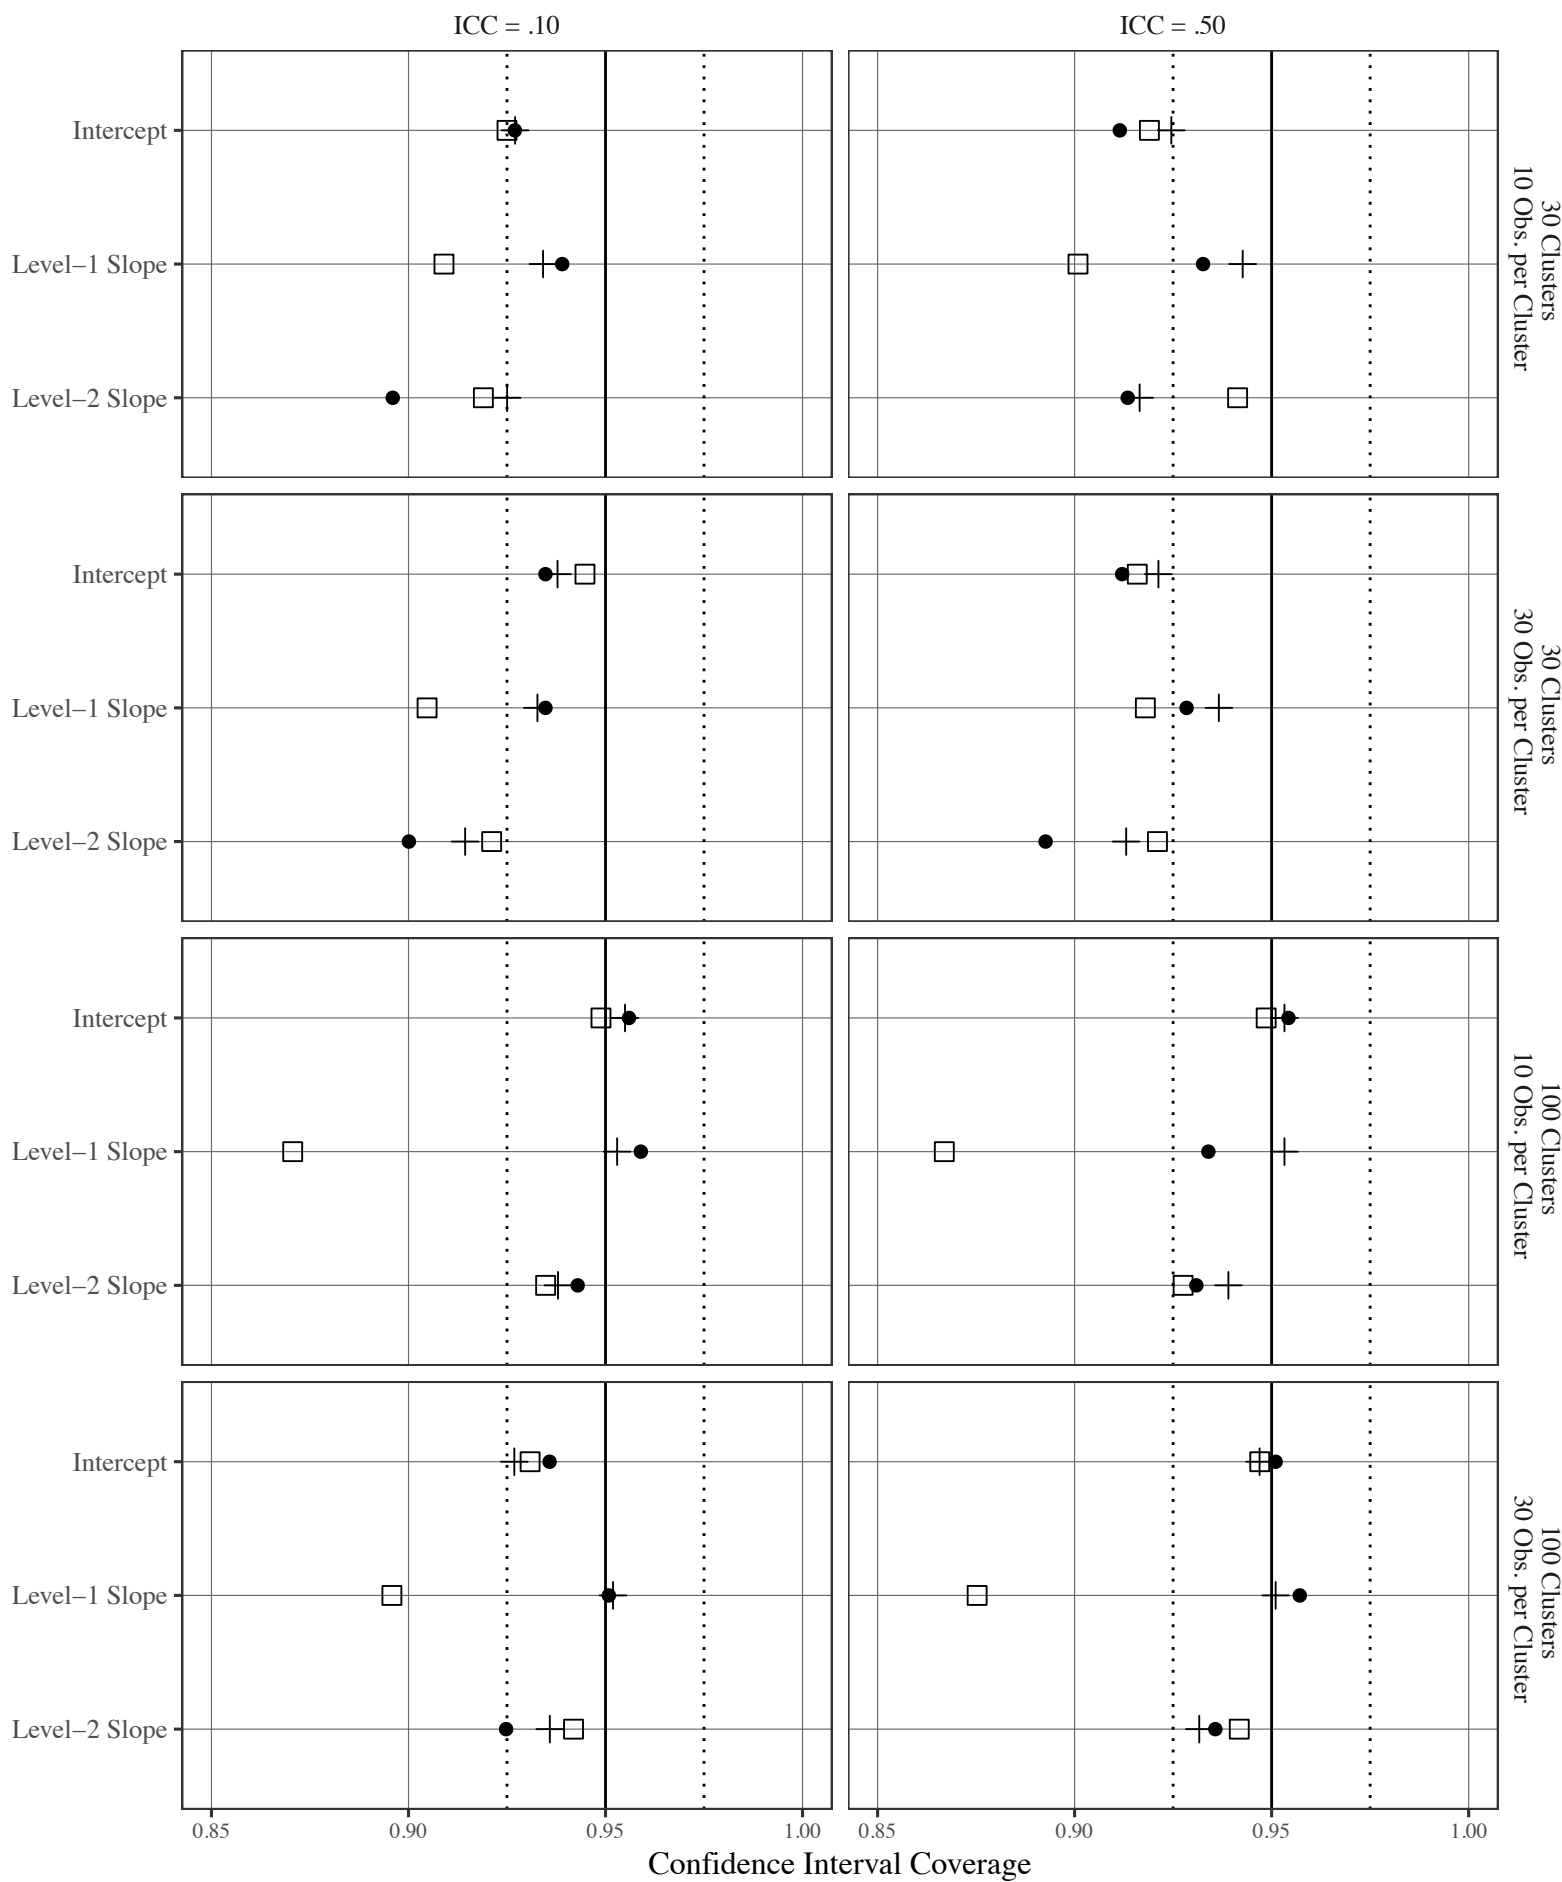 ICC = .10
ICC = .50
Intercept
Level−1 Slope
Level−2 Slope
30 Clusters
10 Obs. per Cluster
Intercept
Level−1 Slope
Level−2 Slope
30 Clusters
30 Obs. per Cluster
Intercept
Level−1 Slope
Level−2 Slope
100 Clusters
10 Obs. per Cluster
Intercept
Level−1 Slope
Level−2 Slope
100 Clusters
30 Obs. per Cluster
0.85 0.90 0.95 1.00 0.85 0.90 0.95 1.00
Confidence Interval Coverage